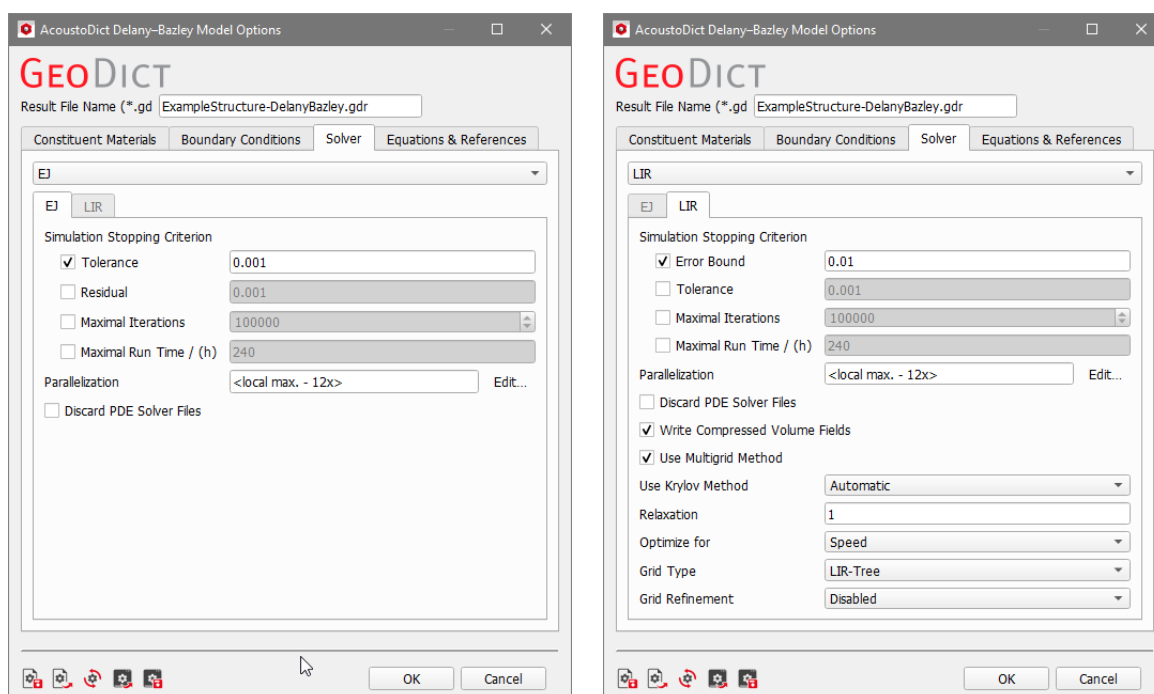 AcoustoDict Delany–Bazley Model Options
GEODICT
Result File Name (*.gd ExampleStructure-DelanyBazley.gdr
Constituent Materials Boundary Conditions Solver Equations & References
EJ
EJ LIR
Simulation Stopping Criterion
Tolerance 0.001
Residual 0.001
Maximal Iterations 100000
Maximal Run Time / (h) 240
Parallelization <local max. - 12x> Edit...
Discard PDE Solver Files
OK Cancel
AcoustoDict Delany–Bazley Model Options
GEODICT
Result File Name (*.gd ExampleStructure-DelanyBazley.gdr
Constituent Materials Boundary Conditions Solver Equations & References
LIR
EJ LIR
Simulation Stopping Criterion
Error Bound 0.01
Tolerance 0.001
Maximal Iterations 100000
Maximal Run Time / (h) 240
Parallelization <local max. - 12x> Edit...
Discard PDE Solver Files
Write Compressed Volume Fields
Use Multigrid Method
Use Krylov Method Automatic
Relaxation 1
Optimize for Speed
Grid Type LIR-Tree
Grid Refinement Disabled
OK Cancel